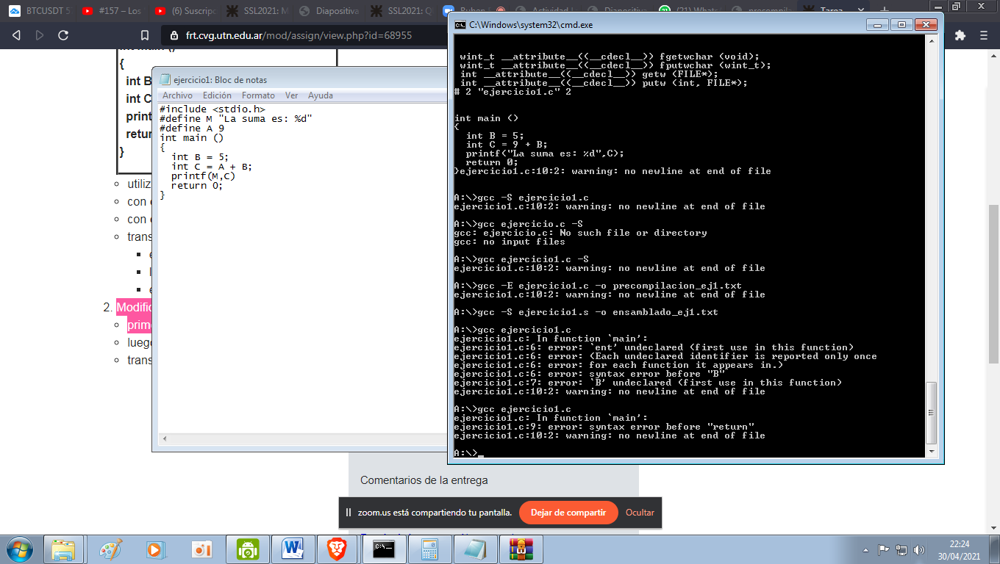 BTCUSDT S
#157 – Los
(6) Suscripc
SSL2021: M
Diapositiva
SSL2021: Q
frt.cvg.utn.edu.ar/mod/assign/view.php?id=68955
{
int B
int C
print
retur
}
utiliz
con
con
trans
2. Modific
prim
lueg
trans
ejercicio1: Bloc de notas
Archivo Edición Formato Ver Ayuda
#include <stdio.h>
#define M "La suma es: %d"
#define A 9
int main ()
{
int B = 5;
int C = A + B;
printf(M,C)
return 0;
}
C:\Windows\system32\cmd.exe
wint_t __attribute__((__cdecl__)) fgetwchar (void);
wint_t __attribute__((__cdecl__)) fputwchar (wint_t);
int __attribute__((__cdecl__)) getw (FILE*);
int __attribute__((__cdecl__)) putw (int, FILE*);
# 2 "ejercicio1.c" 2
int main ()
{
int B = 5;
int C = 9 + B;
printf("La suma es: %d",C);
return 0;
}ejercicio1.c:10:2: warning: no newline at end of file
A:\>gcc -S ejercicio1.c
ejercicio1.c:10:2: warning: no newline at end of file
A:\>gcc ejercicio.c -S
gcc: ejercicio.c: No such file or directory
gcc: no input files
A:\>gcc ejercicio1.c -S
ejercicio1.c:10:2: warning: no newline at end of file
A:\>gcc -E ejercicio1.c -o precompilacion_ej1.txt
ejercicio1.c:10:2: warning: no newline at end of file
A:\>gcc -S ejercicio1.s -o ensamblado_ej1.txt
A:\>gcc ejercicio1.c
ejercicio1.c: In function `main':
ejercicio1.c:6: error: `ent' undeclared (first use in this function)
ejercicio1.c:6: error: (Each undeclared identifier is reported only once
ejercicio1.c:6: error: for each function it appears in.)
ejercicio1.c:6: error: syntax error before "B"
ejercicio1.c:7: error: `B' undeclared (first use in this function)
ejercicio1.c:10:2: warning: no newline at end of file
A:\>gcc ejercicio1.c
ejercicio1.c: In function `main':
ejercicio1.c:9: error: syntax error before "return"
ejercicio1.c:10:2: warning: no newline at end of file
A:\>_
Comentarios de la entrega
zoom.us está compartiendo tu pantalla. Dejar de compartir Ocultar
22:24
30/04/2021